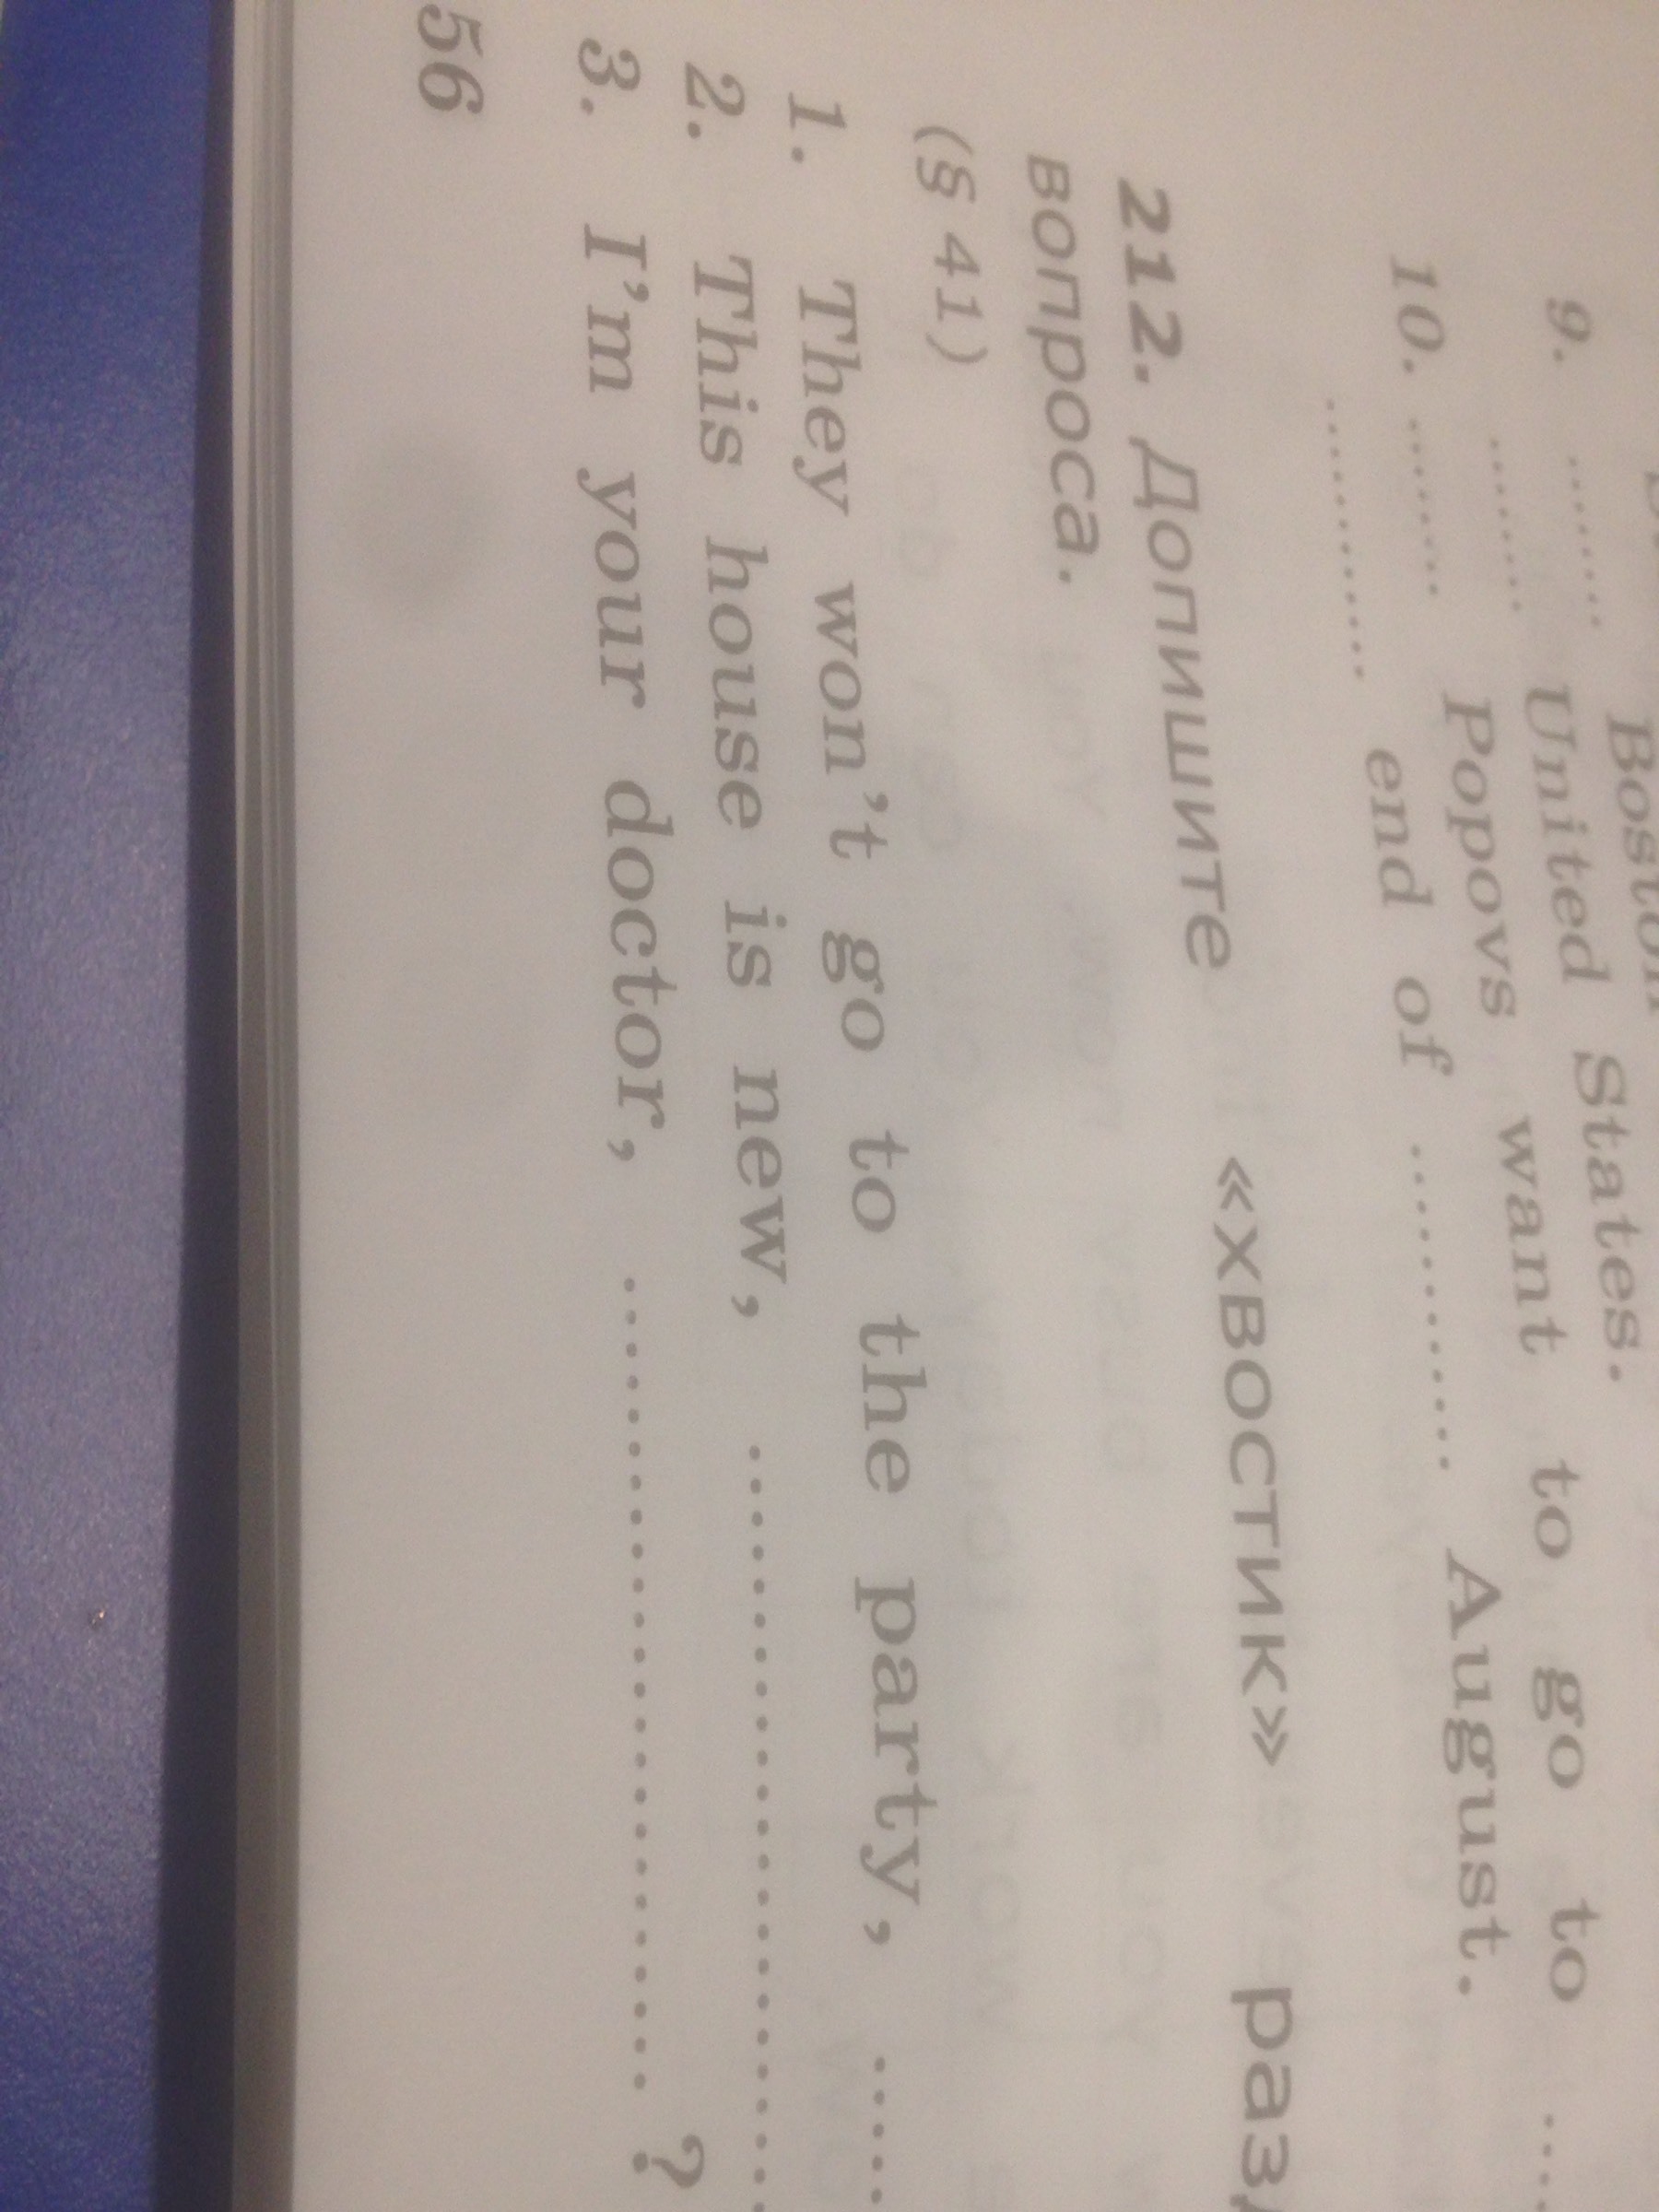 Boston
9. ........ United States.
....... Popovs want to go to ....
10. ........ end of ............ August.
...........
212. Допишите «хвостик» разд
вопроса.
(§ 41)
1. They won't go to the party, ......
2. This house is new, ..............................
3. I'm your doctor, .................................... ?
56